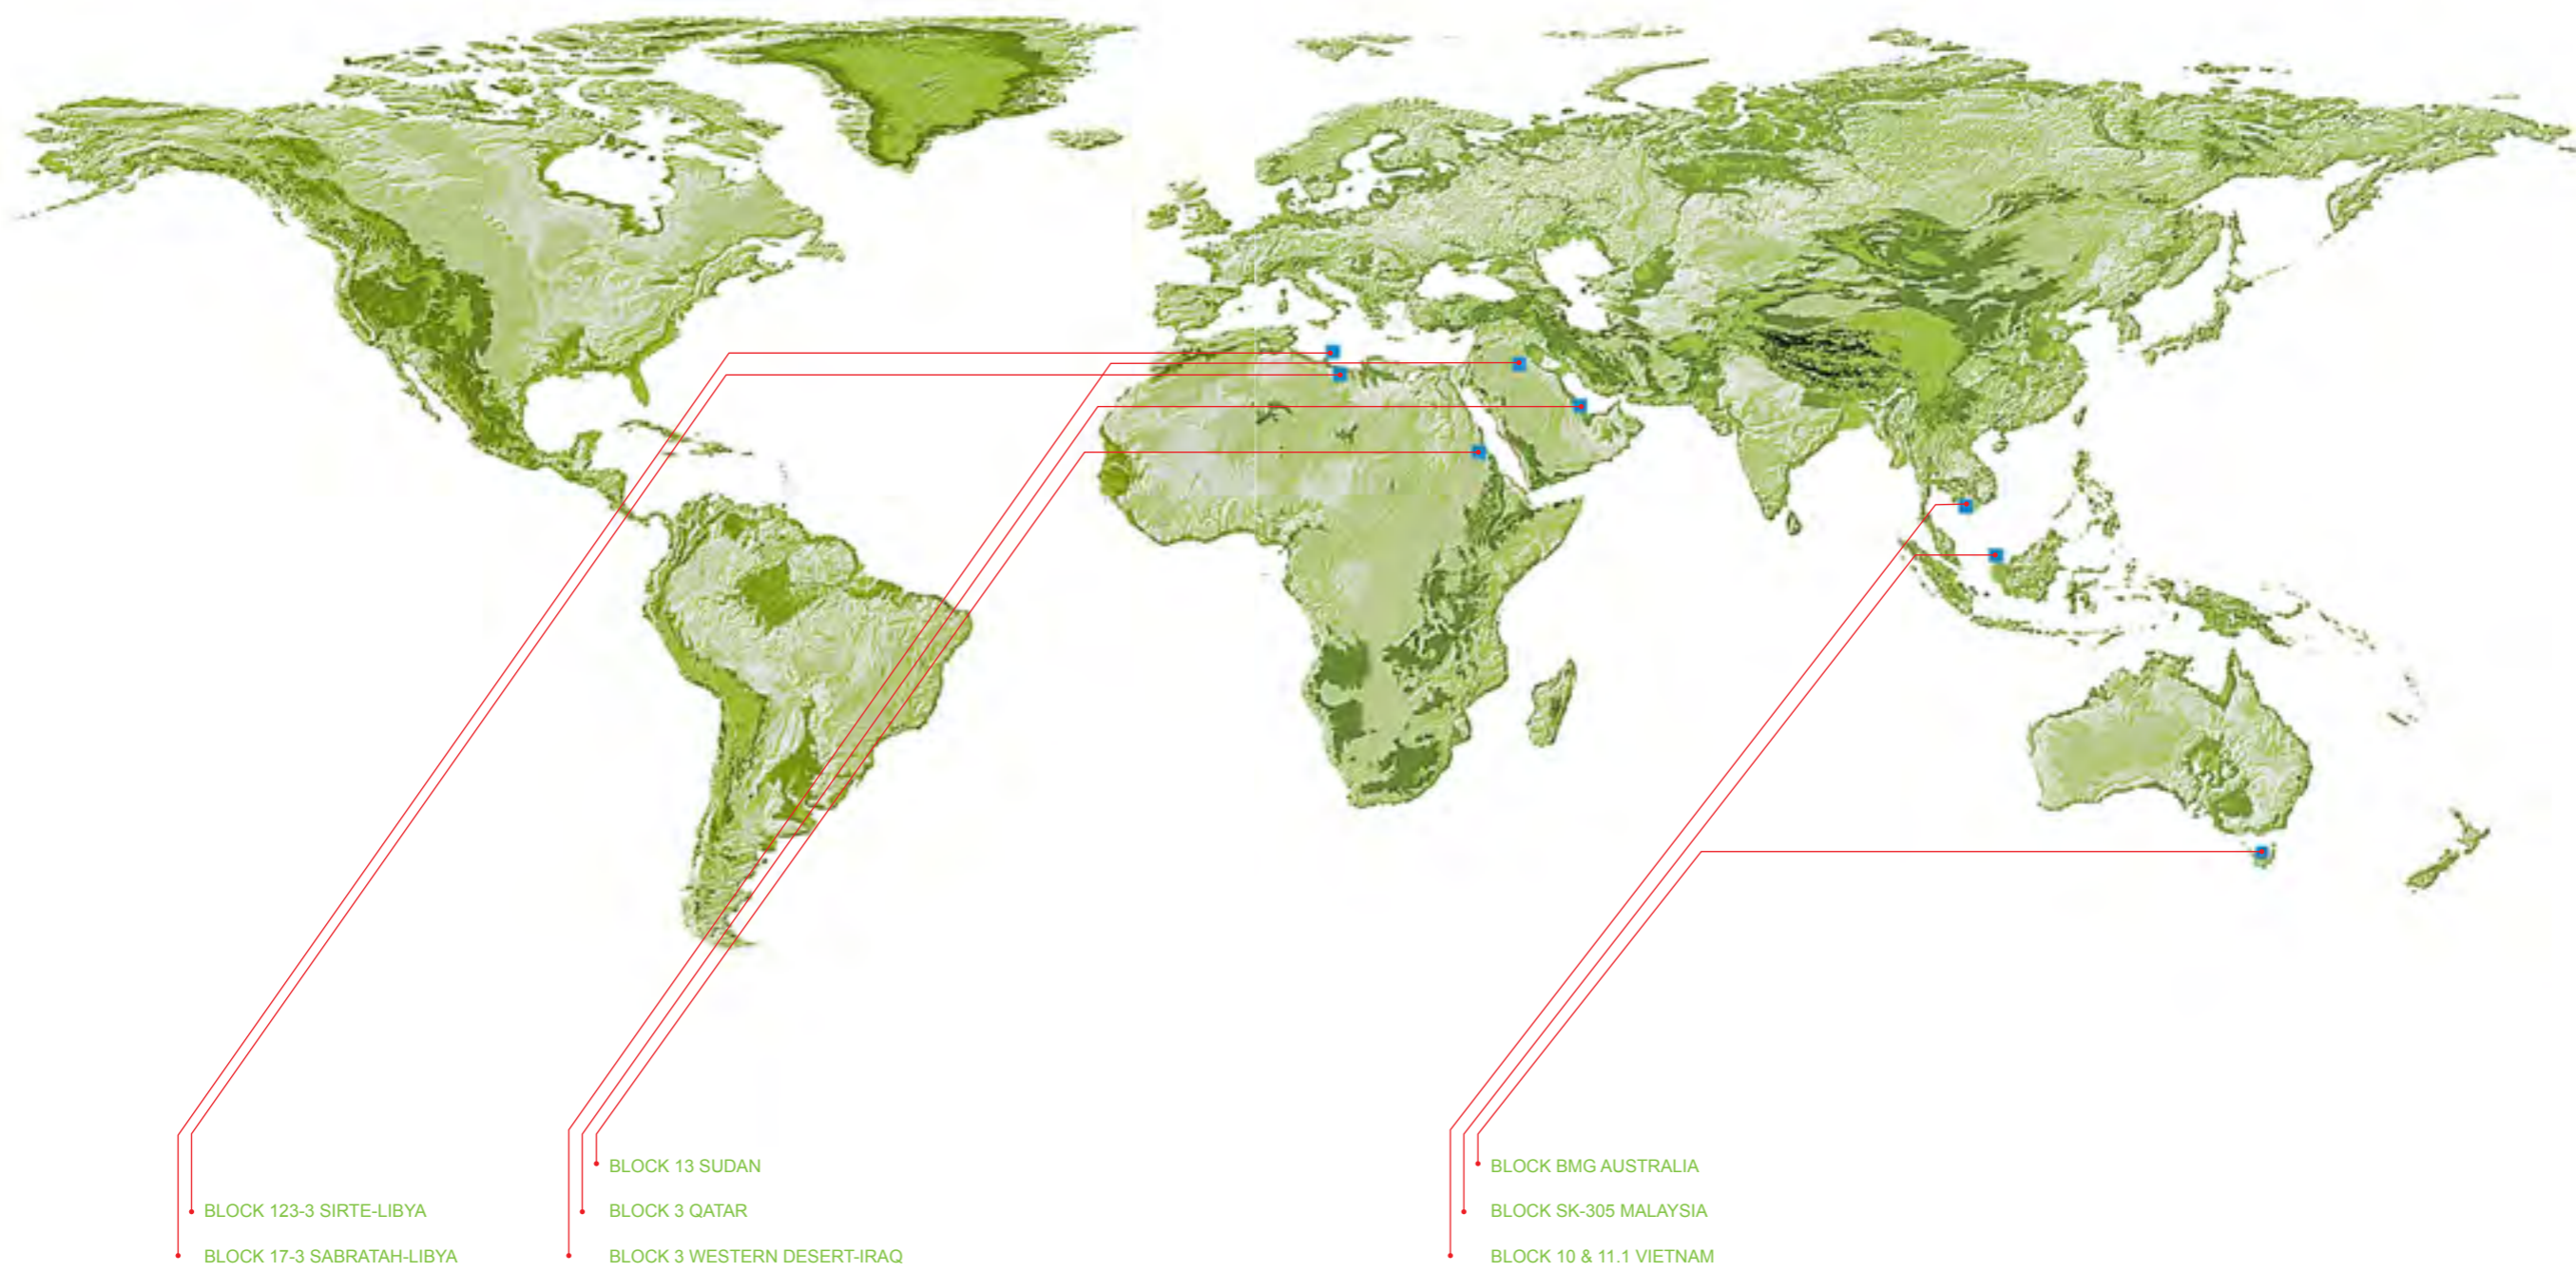 BLOCK 123-3 SIRTE-LIBYA
BLOCK 17-3 SABRATAH-LIBYA
BLOCK 13 SUDAN
BLOCK 3 QATAR
BLOCK 3 WESTERN DESERT-IRAQ
BLOCK BMG AUSTRALIA
BLOCK SK-305 MALAYSIA
BLOCK 10 & 11.1 VIETNAM